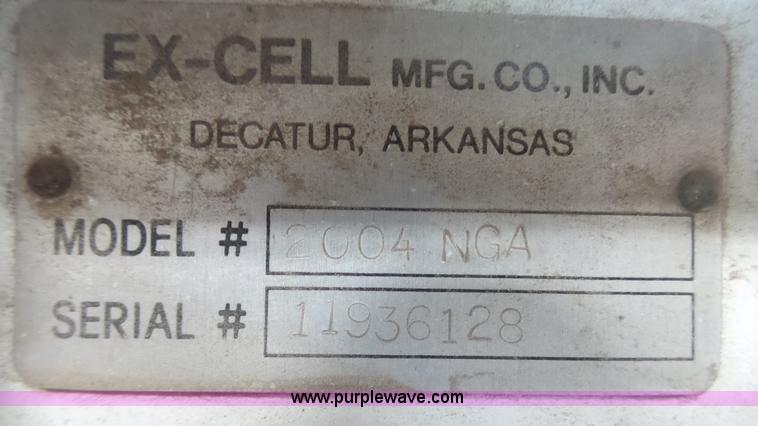 EX-CELL MFG. CO., INC.
DECATUR, ARKANSAS
MODEL # 2004 NGA
SERIAL # 11936128
www.purplewave.com